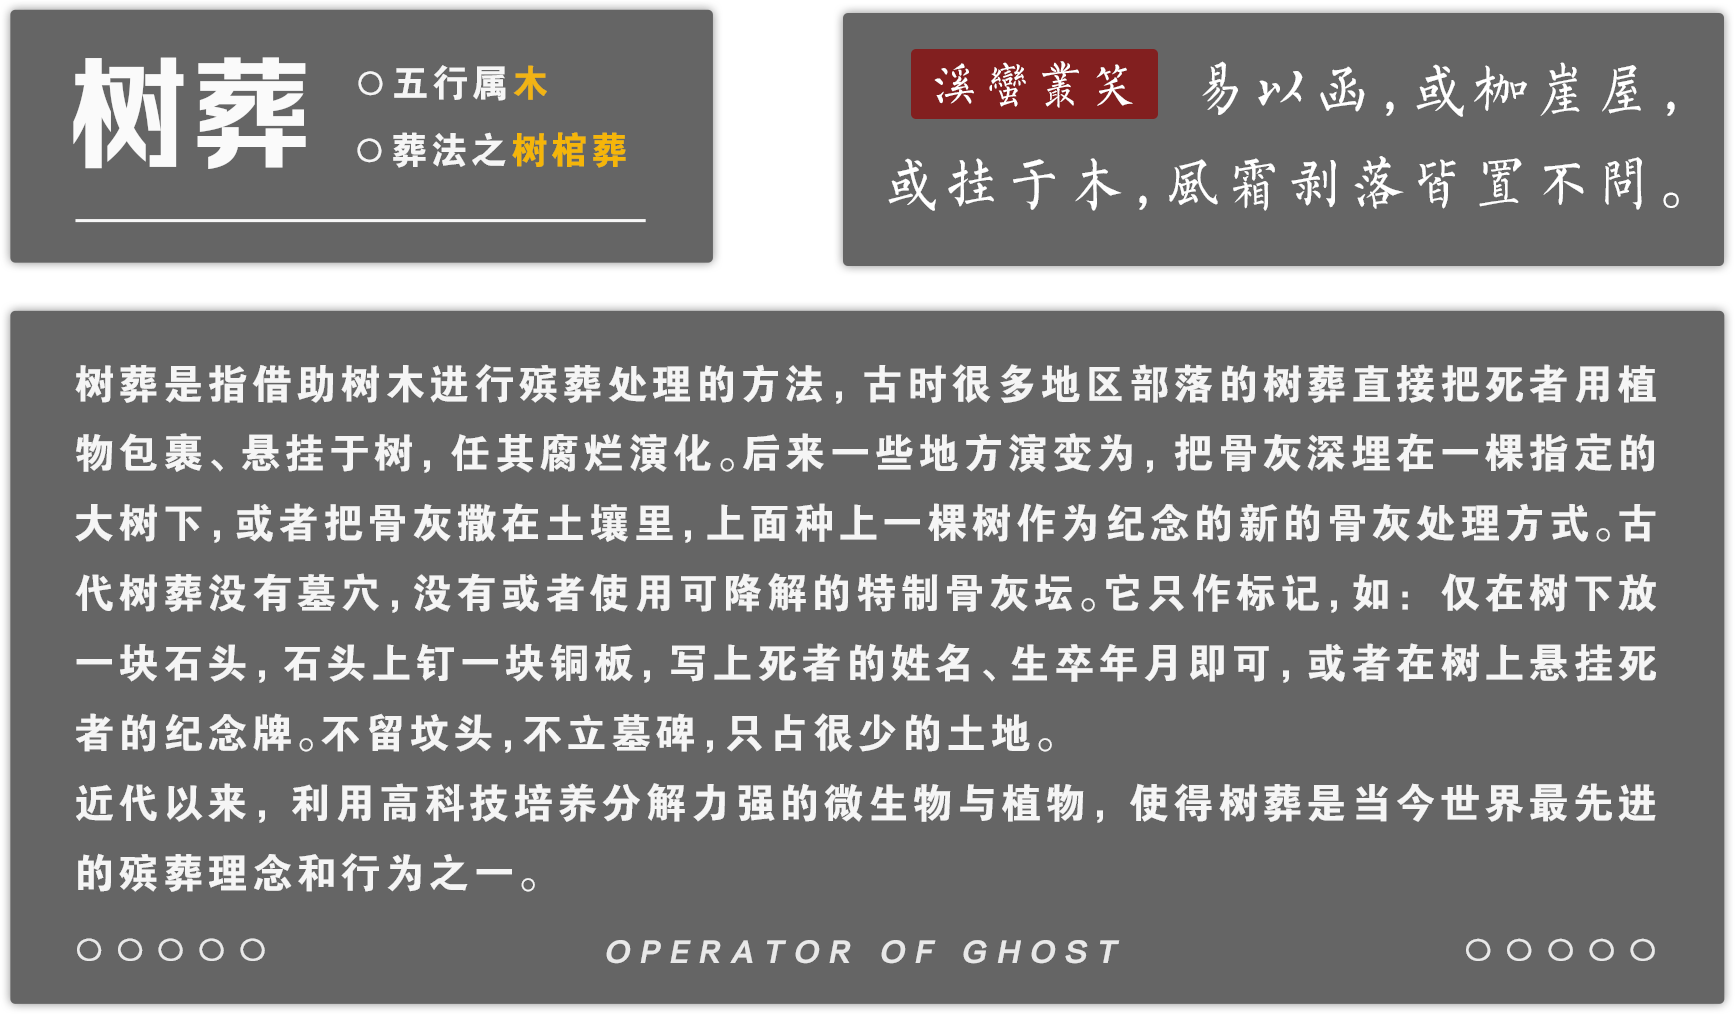 树葬
○五行属木
○葬法之树棺葬
溪蠻叢笑 易以函,或枷崖屋,
或挂于木,風霜剥落皆置不問。
树葬是指借助树木进行殡葬处理的方法,古时很多地区部落的树葬直接把死者用植
物包裹、悬挂于树,任其腐烂演化。后来一些地方演变为,把骨灰深埋在一棵指定的
大树下,或者把骨灰撒在土壤里,上面种上一棵树作为纪念的新的骨灰处理方式。古
代树葬没有墓穴,没有或者使用可降解的特制骨灰坛。它只作标记,如:仅在树下放
一块石头,石头上钉一块铜板,写上死者的姓名、生卒年月即可,或者在树上悬挂死
者的纪念牌。不留坟头,不立墓碑,只占很少的土地。
近代以来,利用高科技培养分解力强的微生物与植物,使得树葬是当今世界最先进
的殡葬理念和行为之一。
OPERATOR OF GHOST